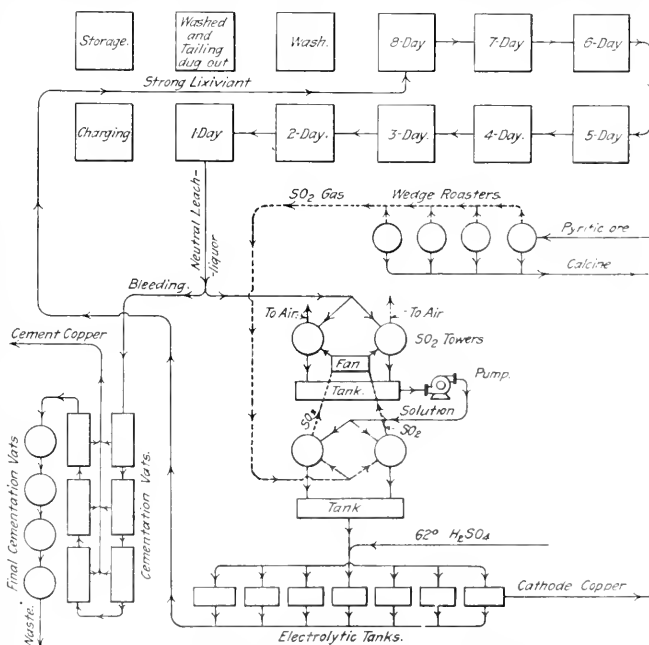 Storage.
Washed
and
Tailing
dug out
Wash.
8-Day
7-Day
6-Day
Strong Lixiviant
Charging
1-Day
2-Day.
3-Day.
4-Day.
5-Day
SO2 Gas
Wedge Roasters.
Neutral Leach-
-liquor
Pyritic ore
Calcine
Bleeding.
To Air
To Air
Cement Copper
SO2 Towers
Fan
Pump.
Tank.
Solution
SO2
SO2
Final Cementation Vats
Cementation Vats.
Tank
62° H2SO4
Cathode Copper
Waste.
Electrolytic Tanks.